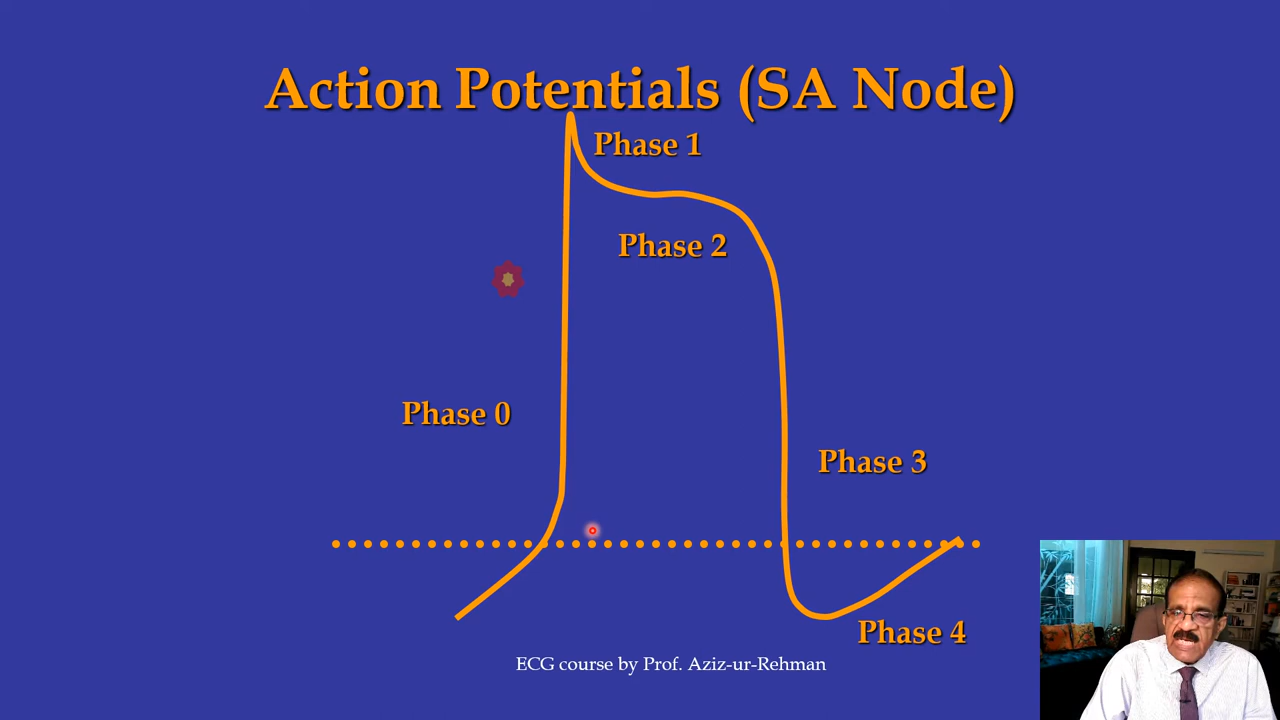 Action Potentials (SA Node)
Phase 1
Phase 2
Phase 0
Phase 3
Phase 4
ECG course by Prof. Aziz-ur-Rehman